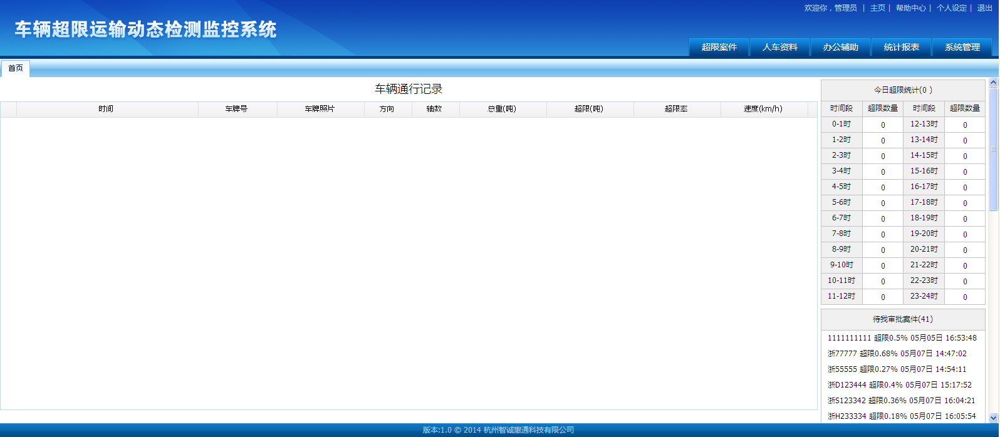 欢迎你，管理员 | 主页 | 帮助中心 | 个人设定 | 退出
车辆超限运输动态检测监控系统
超限案件 人车资料 办公辅助 统计报表 系统管理
首页
车辆通行记录
时间 车牌号 车牌照片 方向 轴数 总重(吨) 超限(吨) 超限率 速度(km/h)
今日超限统计(0 )
时间段 超限数量 时间段 超限数量
0-1时 0 12-13时 0
1-2时 0 13-14时 0
2-3时 0 14-15时 0
3-4时 0 15-16时 0
4-5时 0 16-17时 0
5-6时 0 17-18时 0
6-7时 0 18-19时 0
7-8时 0 19-20时 0
8-9时 0 20-21时 0
9-10时 0 21-22时 0
10-11时 0 22-23时 0
11-12时 0 23-24时 0
待我审批案件(41)
1111111111 超限0.5% 05月05日 16:53:48
浙77777 超限0.68% 05月07日 14:47:02
浙55555 超限0.27% 05月07日 14:54:11
浙D123444 超限0.4% 05月07日 15:17:52
浙S123342 超限0.36% 05月07日 16:04:21
浙H233334 超限0.18% 05月07日 16:05:54
版本:1.0 © 2014 杭州智诚惠通科技有限公司